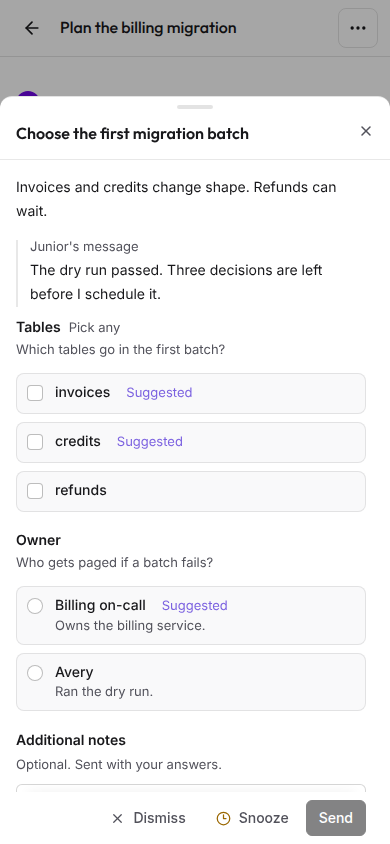 Plan the billing migration
Choose the first migration batch
Invoices and credits change shape. Refunds can
wait.
Junior's message
The dry run passed. Three decisions are left
before I schedule it.
Tables Pick any
Which tables go in the first batch?
invoices Suggested
credits Suggested
refunds
Owner
Who gets paged if a batch fails?
Billing on-call Suggested
Owns the billing service.
Avery
Ran the dry run.
Additional notes
Optional. Sent with your answers.
Dismiss Snooze Send